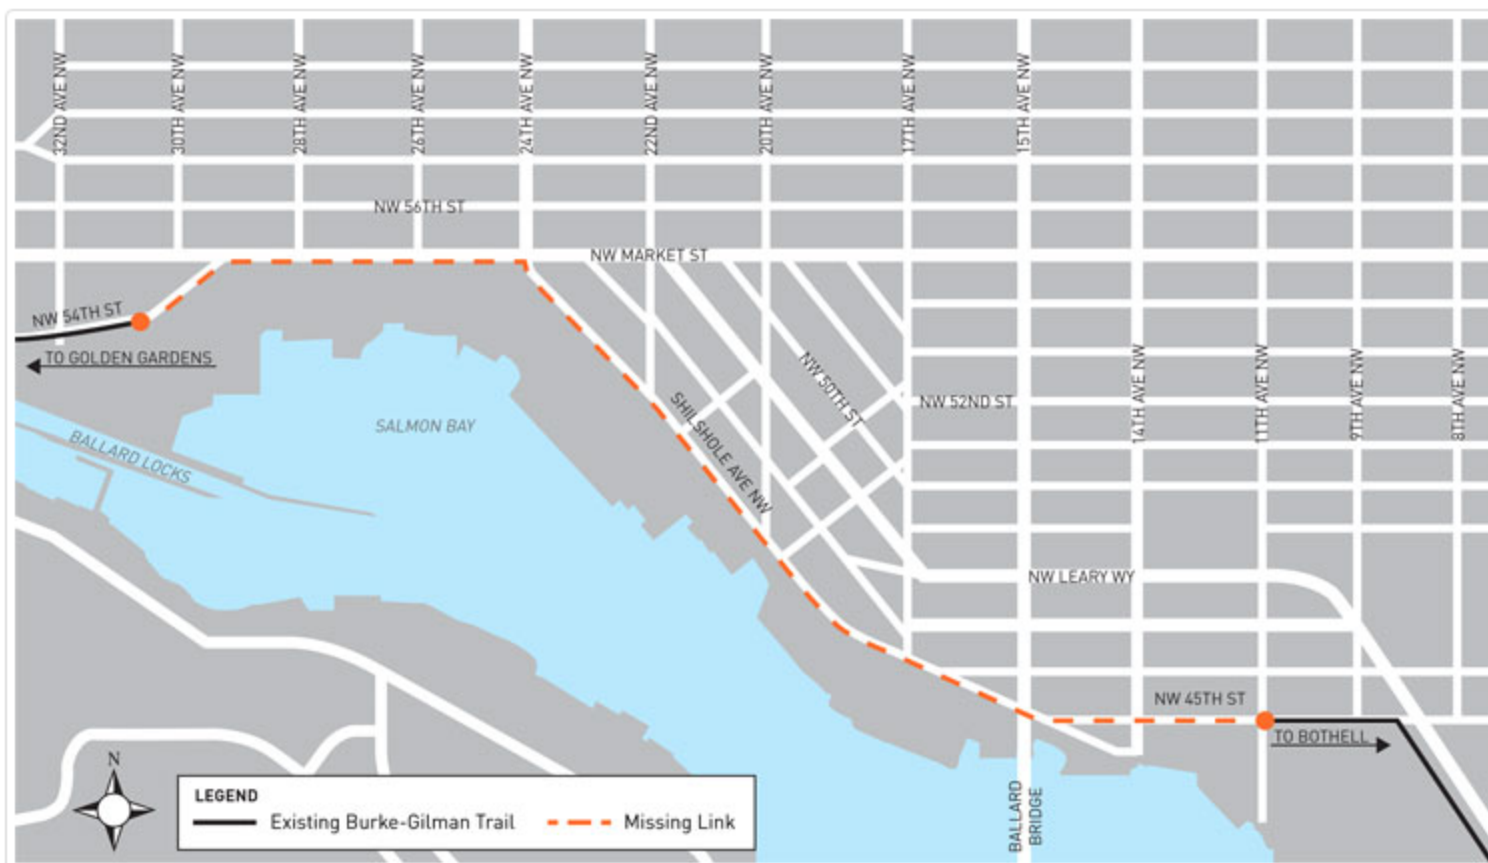 32ND AVE NW
30TH AVE NW
28TH AVE NW
26TH AVE NW
24TH AVE NW
22ND AVE NW
20TH AVE NW
17TH AVE NW
15TH AVE NW
NW 56TH ST
NW MARKET ST
NW 54TH ST
TO GOLDEN GARDENS
SALMON BAY
BALLARD LOCKS
SHILSHOLE AVE NW
NW 50TH ST
NW 52ND ST
14TH AVE NW
11TH AVE NW
9TH AVE NW
8TH AVE NW
NW LEARY WY
NW 45TH ST
TO BOTHELL
BALLARD
BRIDGE
N
LEGEND
Existing Burke-Gilman Trail
Missing Link